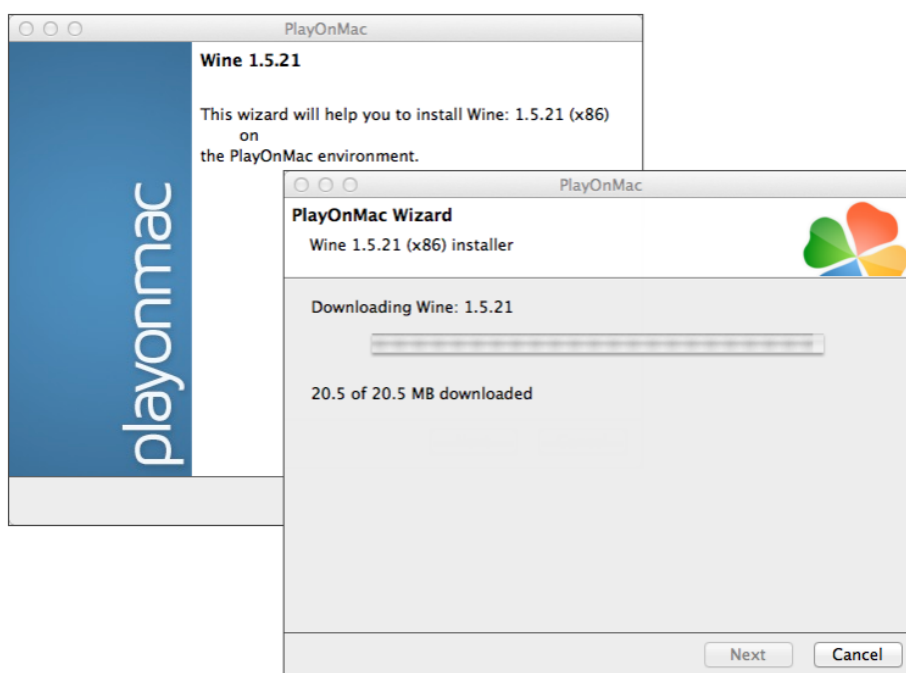 PlayOnMac
Wine 1.5.21
This wizard will help you to install Wine: 1.5.21 (x86)
on
the PlayOnMac environment.
playonmac
PlayOnMac
PlayOnMac Wizard
Wine 1.5.21 (x86) installer
Downloading Wine: 1.5.21
20.5 of 20.5 MB downloaded
Next
Cancel